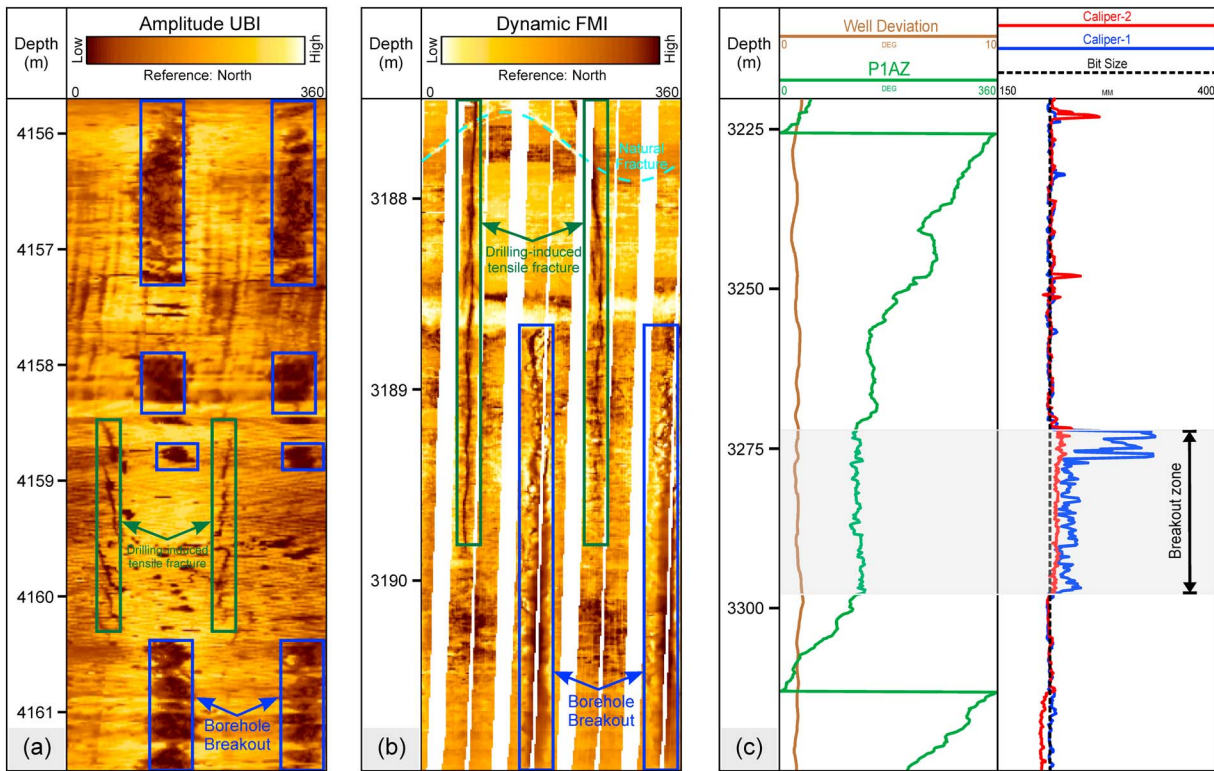 Amplitude UBI
Depth
(m)
Low
High
Reference: North
0
360
4156
4157
4158
4159
4160
4161
Drilling-induced
tensile fracture
Borehole
Breakout
(a)
Dynamic FMI
Depth
(m)
Low
High
Reference: North
0
360
Natural
Fracture
3188
3189
3190
Drilling-induced
tensile fracture
Borehole
Breakout
(b)
Depth
(m)
Well Deviation
0
DEG
10
P1AZ
0
DEG
360
Caliper-2
Caliper-1
Bit Size
150
MM
400
3225
3250
3275
3300
Breakout zone
(c)